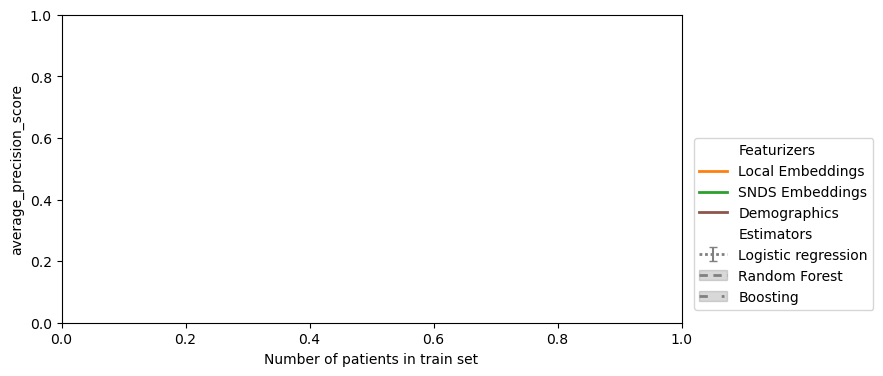 1.0
0.8
0.6
0.4
0.2
0.0
average_precision_score
0.0 0.2 0.4 0.6 0.8 1.0
Number of patients in train set
Featurizers
Local Embeddings
SNDS Embeddings
Demographics
Estimators
Logistic regression
Random Forest
Boosting